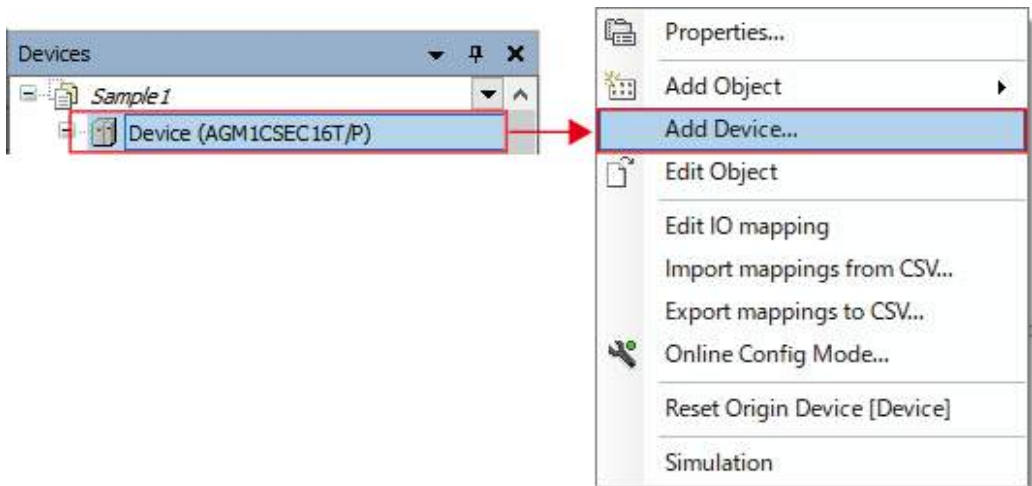 Devices
Sample1
Device (AGM1CSEC16T/P)
Properties...
Add Object
Add Device...
Edit Object
Edit IO mapping
Import mappings from CSV...
Export mappings to CSV...
Online Config Mode...
Reset Origin Device [Device]
Simulation